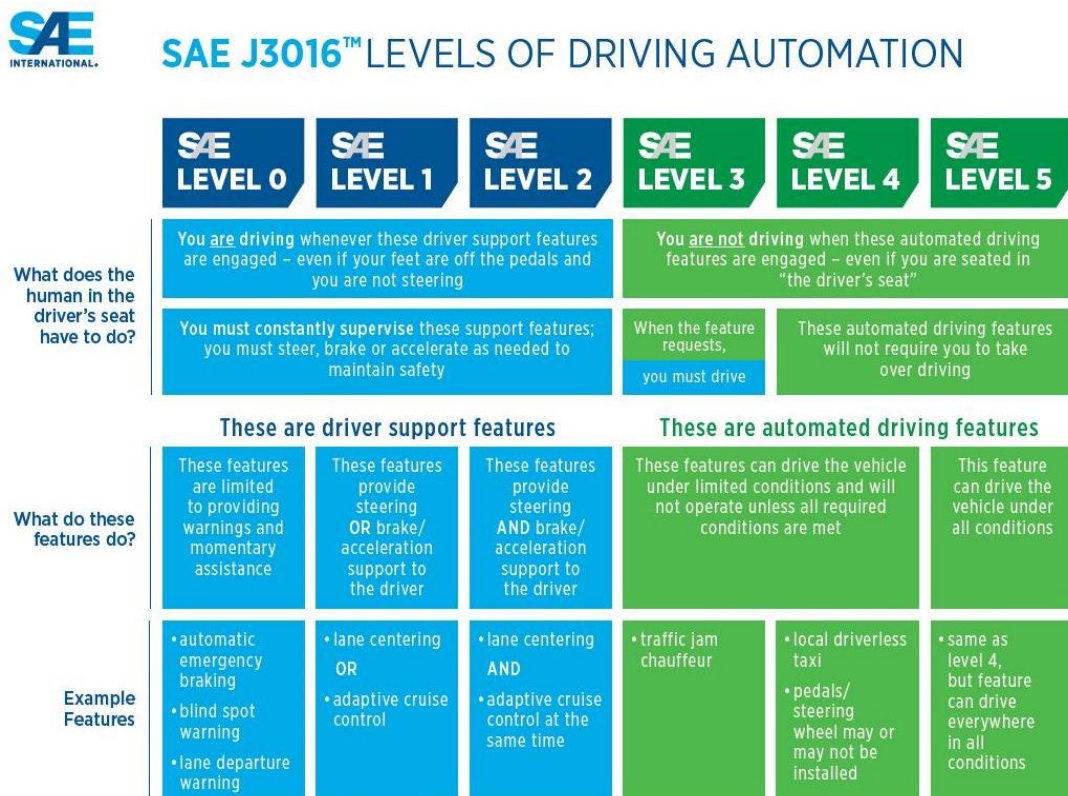 SAE
INTERNATIONAL®
SAE J3016™ LEVELS OF DRIVING AUTOMATION
SAE
LEVEL 0
SAE
LEVEL 1
SAE
LEVEL 2
SAE
LEVEL 3
SAE
LEVEL 4
SAE
LEVEL 5
What does the
human in the
driver's seat
have to do?
You are driving whenever these driver support features
are engaged – even if your feet are off the pedals and
you are not steering
You are not driving when these automated driving
features are engaged – even if you are seated in
“the driver's seat”
You must constantly supervise these support features;
you must steer, brake or accelerate as needed to
maintain safety
When the feature
requests,
you must drive
These automated driving features
will not require you to take
over driving
These are driver support features
These are automated driving features
What do these
features do?
These features
are limited
to providing
warnings and
momentary
assistance
These features
provide
steering
OR brake/
acceleration
support to
the driver
These features
provide
steering
AND brake/
acceleration
support to
the driver
These features can drive the vehicle
under limited conditions and will
not operate unless all required
conditions are met
This feature
can drive the
vehicle under
all conditions
Example
Features
• automatic
emergency
braking
• blind spot
warning
• lane departure
warning
• lane centering
OR
• adaptive cruise
control
• lane centering
AND
• adaptive cruise
control at the
same time
• traffic jam
chauffeur
• local driverless
taxi
• pedals/
steering
wheel may or
may not be
installed
• same as
level 4,
but feature
can drive
everywhere
in all
conditions